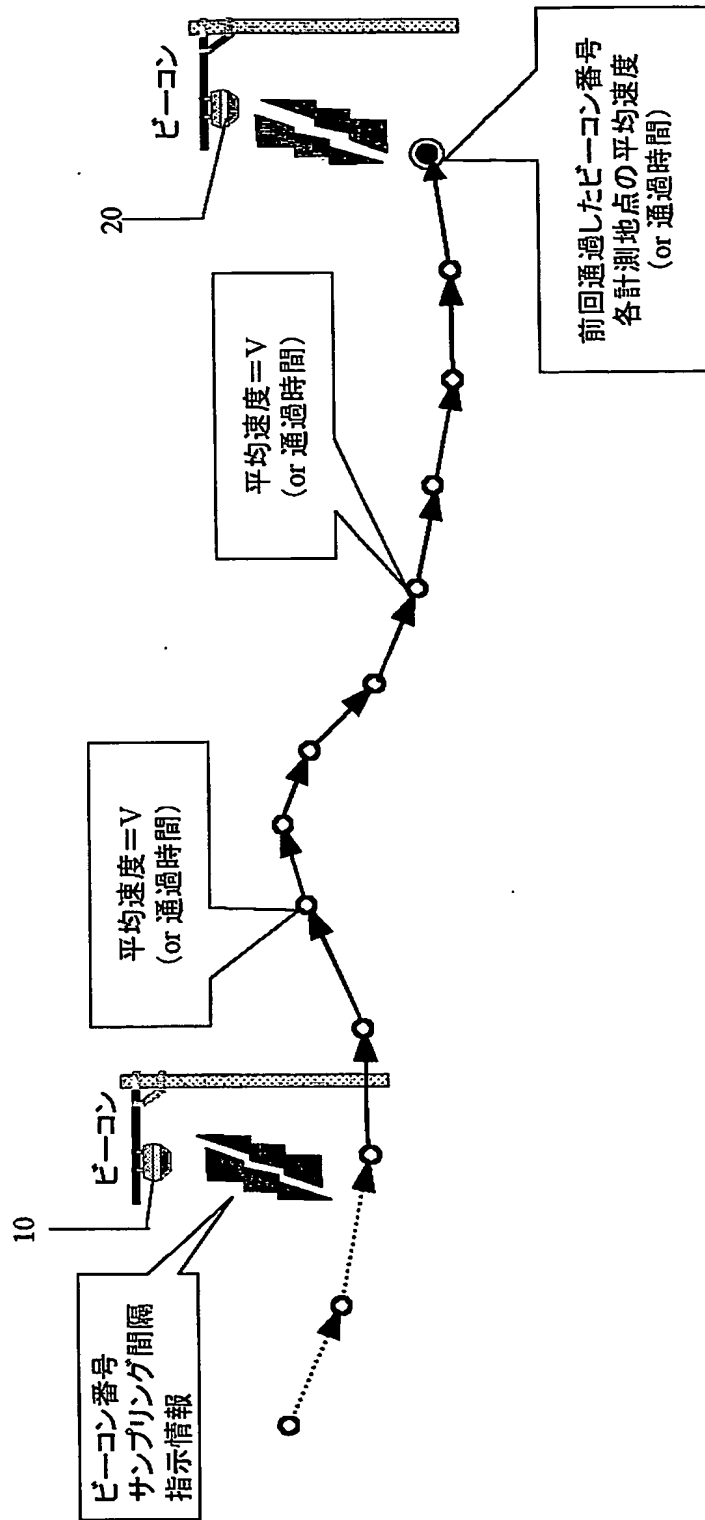 ビーコン番号
サンプリング間隔
指示情報
10
ビーコン
平均速度＝V
(or 通過時間)
平均速度＝V
(or 通過時間)
20
ビーコン
前回通過したビーコン番号
各計測地点の平均速度
(or 通過時間)